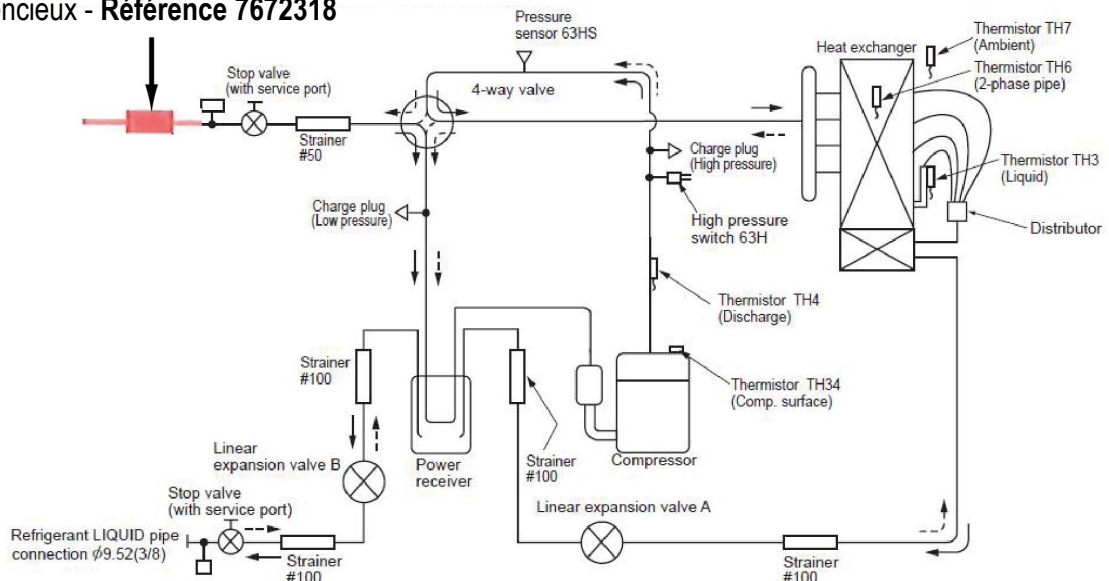 encieux - Référence 7672318
Pressure
sensor 63HS
Thermistor TH7
(Ambient)
Heat exchanger
Thermistor TH6
(2-phase pipe)
Stop valve
(with service port)
4-way valve
Strainer
#50
Charge plug
(High pressure)
Thermistor TH3
(Liquid)
Charge plug
(Low pressure)
High pressure
switch 63H
Distributor
Thermistor TH4
(Discharge)
Strainer
#100
Thermistor TH34
(Comp. surface)
Linear
expansion valve B
Power
receiver
Strainer
#100
Compressor
Stop valve
(with service port)
Linear expansion valve A
Refrigerant LIQUID pipe
connection ϕ9.52(3/8)
Strainer
#100
Strainer
#100